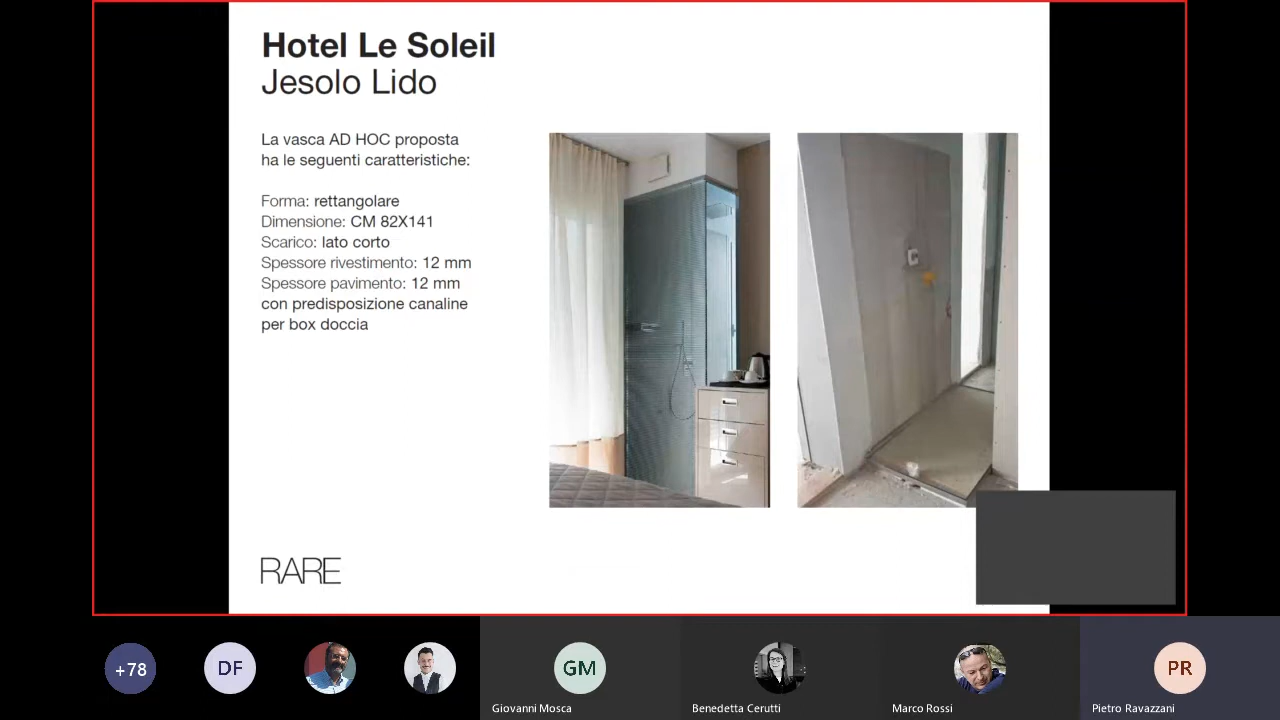 Hotel Le Soleil
Jesolo Lido
La vasca AD HOC proposta
ha le seguenti caratteristiche:
Forma: rettangolare
Dimensione: CM 82X141
Scarico: lato corto
Spessore rivestimento: 12 mm
Spessore pavimento: 12 mm
con predisposizione canaline
per box doccia
RARE
+78
DF
GM
PR
Giovanni Mosca
Benedetta Cerutti
Marco Rossi
Pietro Ravazzani